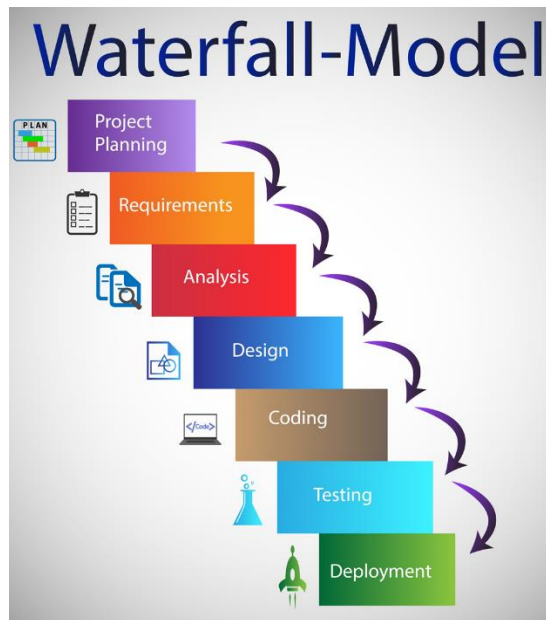 Waterfall-Model
PLAN
Project
Planning
Requirements
Analysis
Design
</Code>
Coding
Testing
Deployment